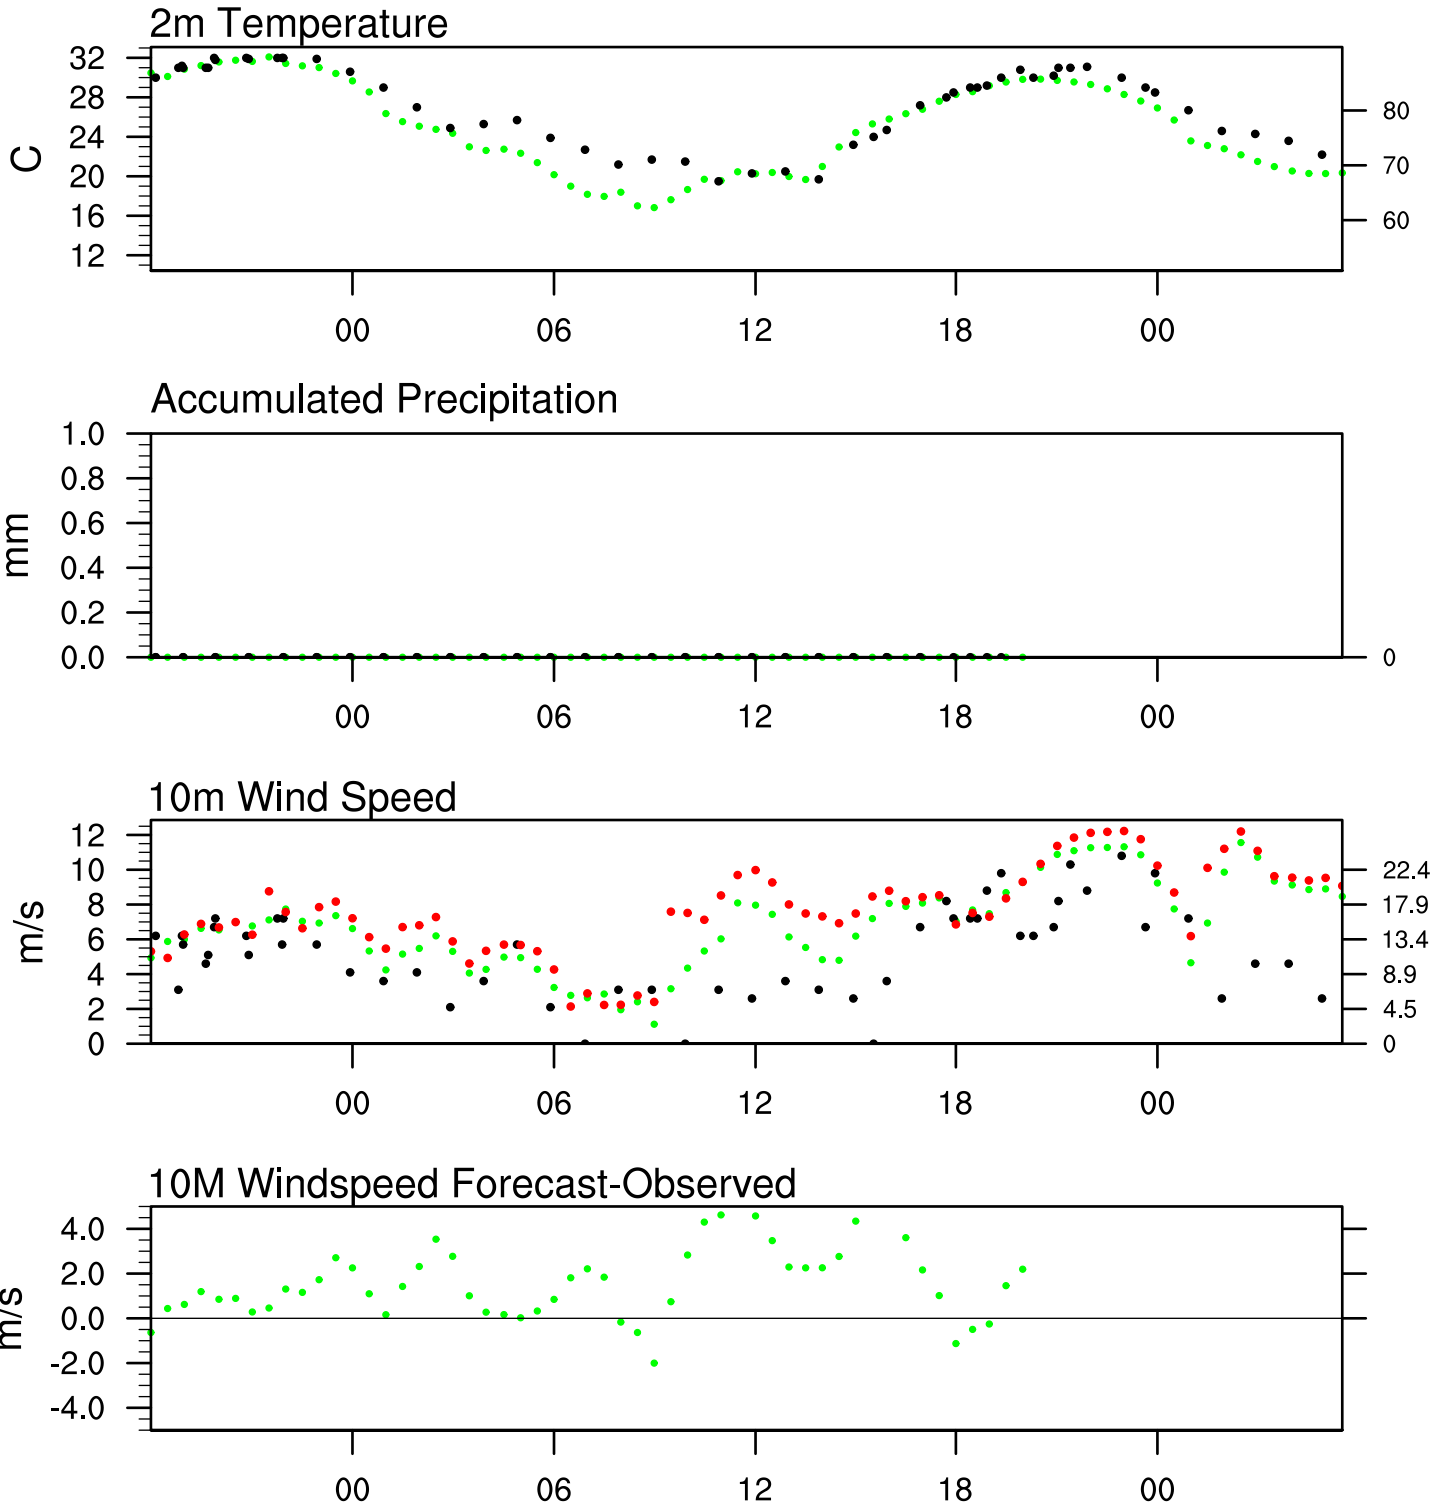 2m Temperature
32
28
24
20
16
12
C
80
70
60
00 06 12 18 00
Accumulated Precipitation
1.0
0.8
0.6
0.4
0.2
0.0
mm
0
00 06 12 18 00
10m Wind Speed
12
10
8
6
4
2
0
m/s
22.4
17.9
13.4
8.9
4.5
0
00 06 12 18 00
10M Windspeed Forecast-Observed
4.0
2.0
0.0
-2.0
-4.0
m/s
00 06 12 18 00